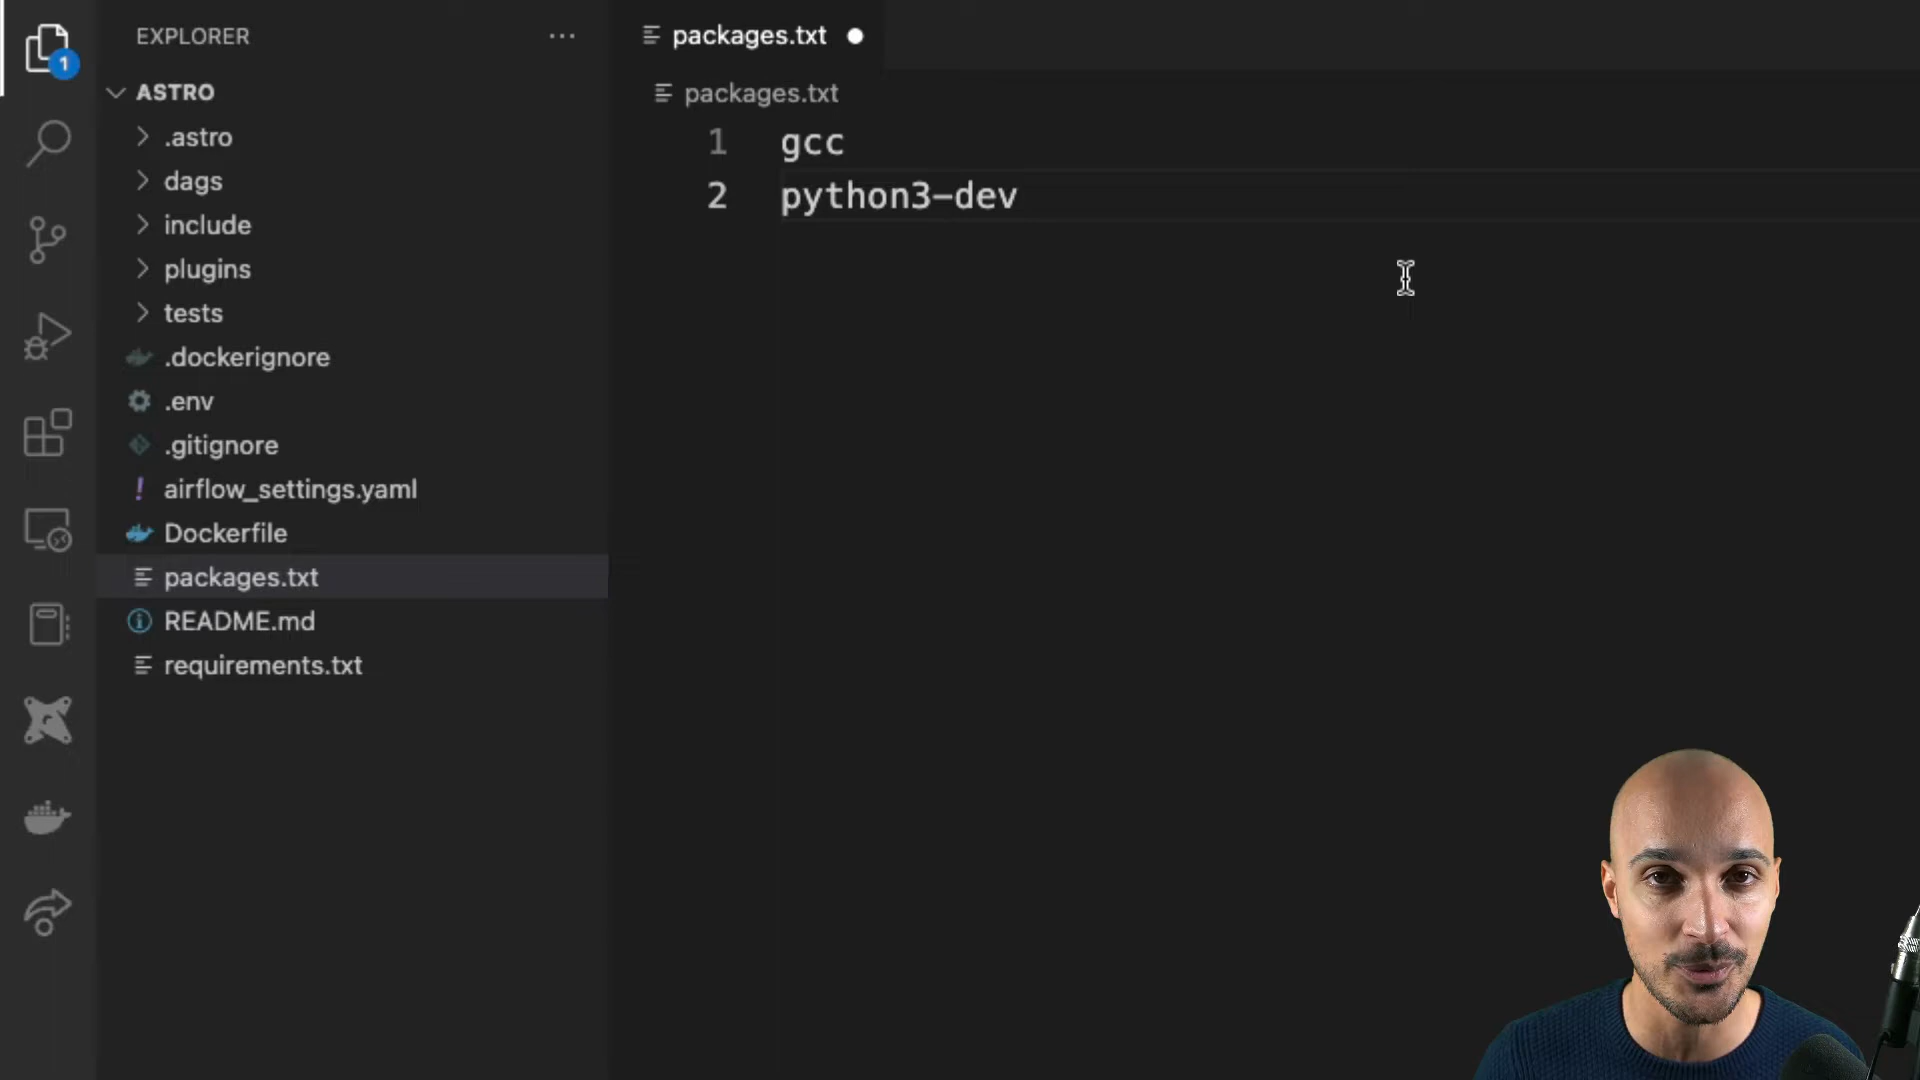 EXPLORER
packages.txt
1
ASTRO
packages.txt
.astro
1 gcc
dags
2 python3-dev
include
plugins
tests
.dockerignore
.env
.gitignore
! airflow_settings.yaml
Dockerfile
packages.txt
README.md
requirements.txt